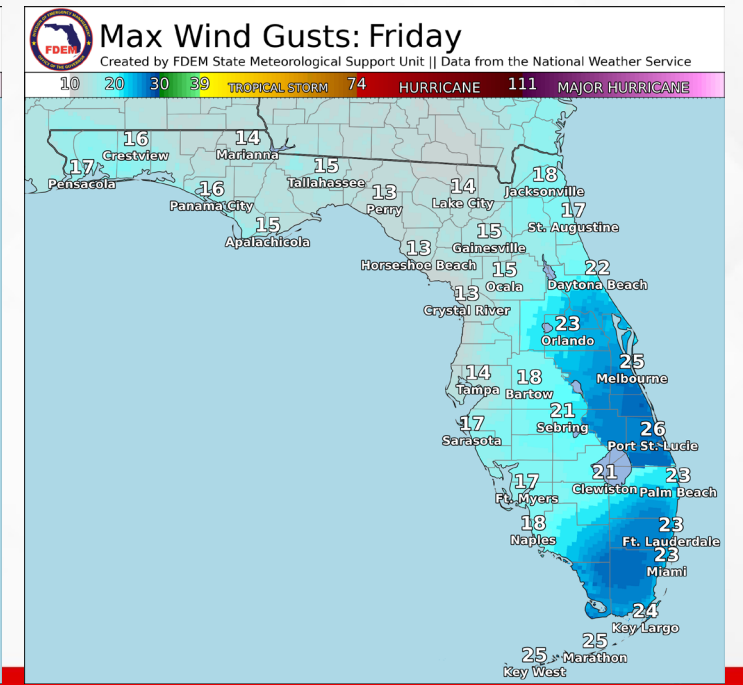 FDEM
Max Wind Gusts: Friday
Created by FDEM State Meteorological Support Unit || Data from the National Weather Service
10 20 30 39 TROPICAL STORM 74 HURRICANE 111 MAJOR HURRICANE
16
Crestview
14
Marianna
17
Pensacola
15
Tallahassee
18
Jacksonville
16
Panama City
13
Perry
14
Lake City
17
St. Augustine
15
Apalachicola
15
Gainesville
13
Horseshoe Beach
15
Ocala
22
Daytona Beach
13
Crystal River
23
Orlando
14
Tampa
18
Bartow
25
Melbourne
21
Sebring
17
Sarasota
26
Port St. Lucie
21
Clewiston
23
Palm Beach
17
Ft. Myers
18
Naples
23
Ft. Lauderdale
23
Miami
24
Key Largo
25
Marathon
25
Key West